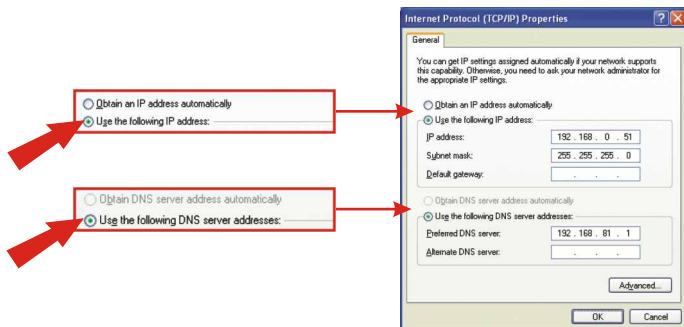 Obtain an IP address automatically
Use the following IP address:
Obtain DNS server address automatically
Use the following DNS server addresses:
Internet Protocol (TCP/IP) Properties
General
You can get IP settings assigned automatically if your network supports
this capability. Otherwise, you need to ask your network administrator for
the appropriate IP settings.
Obtain an IP address automatically
Use the following IP address:
IP address: 192 . 168 . 0 . 51
Subnet mask: 255 . 255 . 255 . 0
Default gateway: . . .
Obtain DNS server address automatically
Use the following DNS server addresses:
Preferred DNS server: 192 . 168 . 81 . 1
Alternate DNS server: . . .
Advanced...
OK Cancel